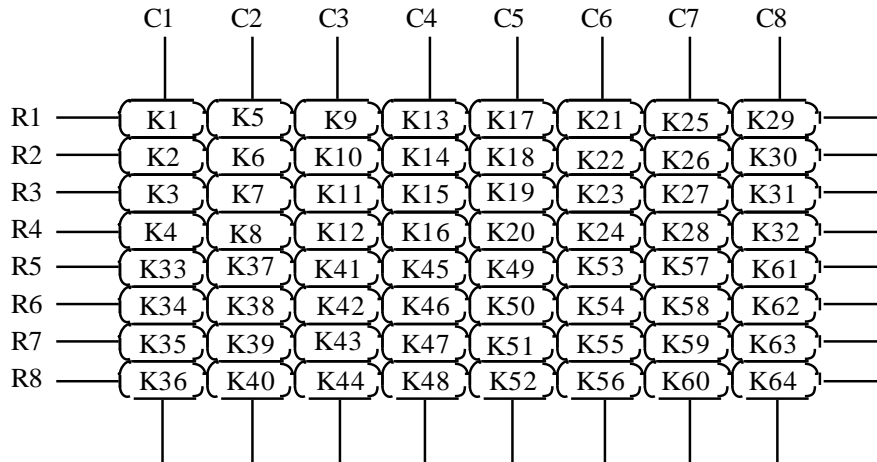 C1 C2 C3 C4 C5 C6 C7 C8
R1 K1 K5 K9 K13 K17 K21 K25 K29
R2 K2 K6 K10 K14 K18 K22 K26 K30
R3 K3 K7 K11 K15 K19 K23 K27 K31
R4 K4 K8 K12 K16 K20 K24 K28 K32
R5 K33 K37 K41 K45 K49 K53 K57 K61
R6 K34 K38 K42 K46 K50 K54 K58 K62
R7 K35 K39 K43 K47 K51 K55 K59 K63
R8 K36 K40 K44 K48 K52 K56 K60 K64